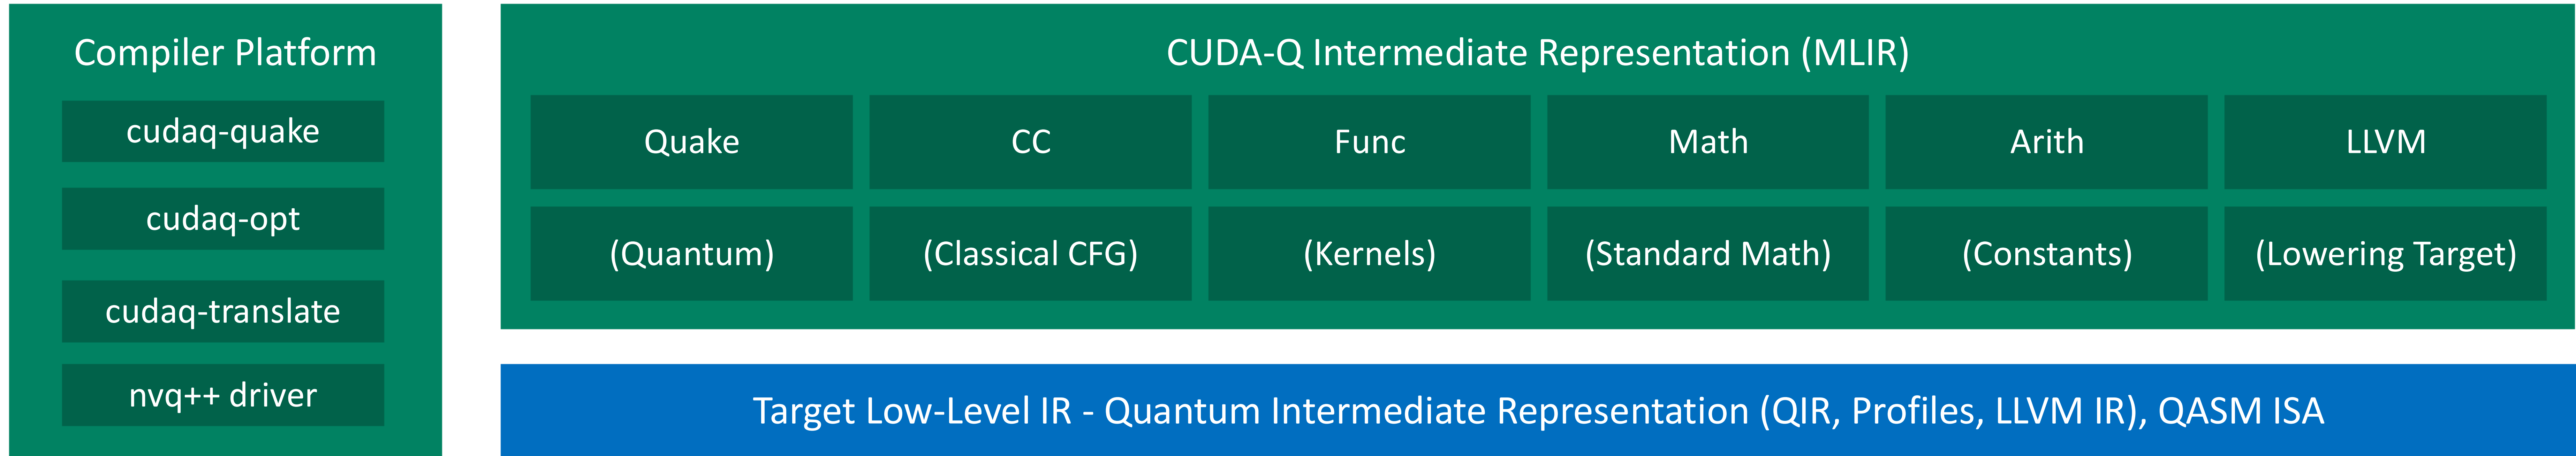 Compiler Platform
cudaq-quake
cudaq-opt
cudaq-translate
nvq++ driver
CUDA-Q Intermediate Representation (MLIR)
Quake
CC
Func
Math
Arith
LLVM
(Quantum)
(Classical CFG)
(Kernels)
(Standard Math)
(Constants)
(Lowering Target)
Target Low-Level IR - Quantum Intermediate Representation (QIR, Profiles, LLVM IR), QASM ISA